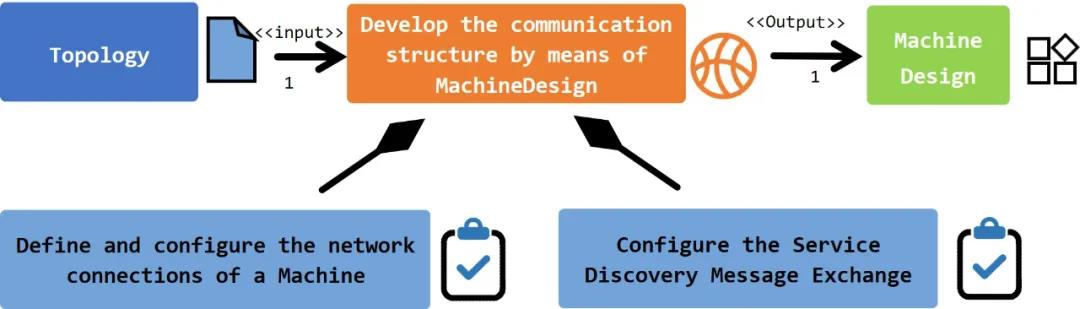 Topology
<<input>>
1
Develop the communication
structure by means of
MachineDesign
<<Output>>
1
Machine
Design
Define and configure the network
connections of a Machine
Configure the Service
Discovery Message Exchange